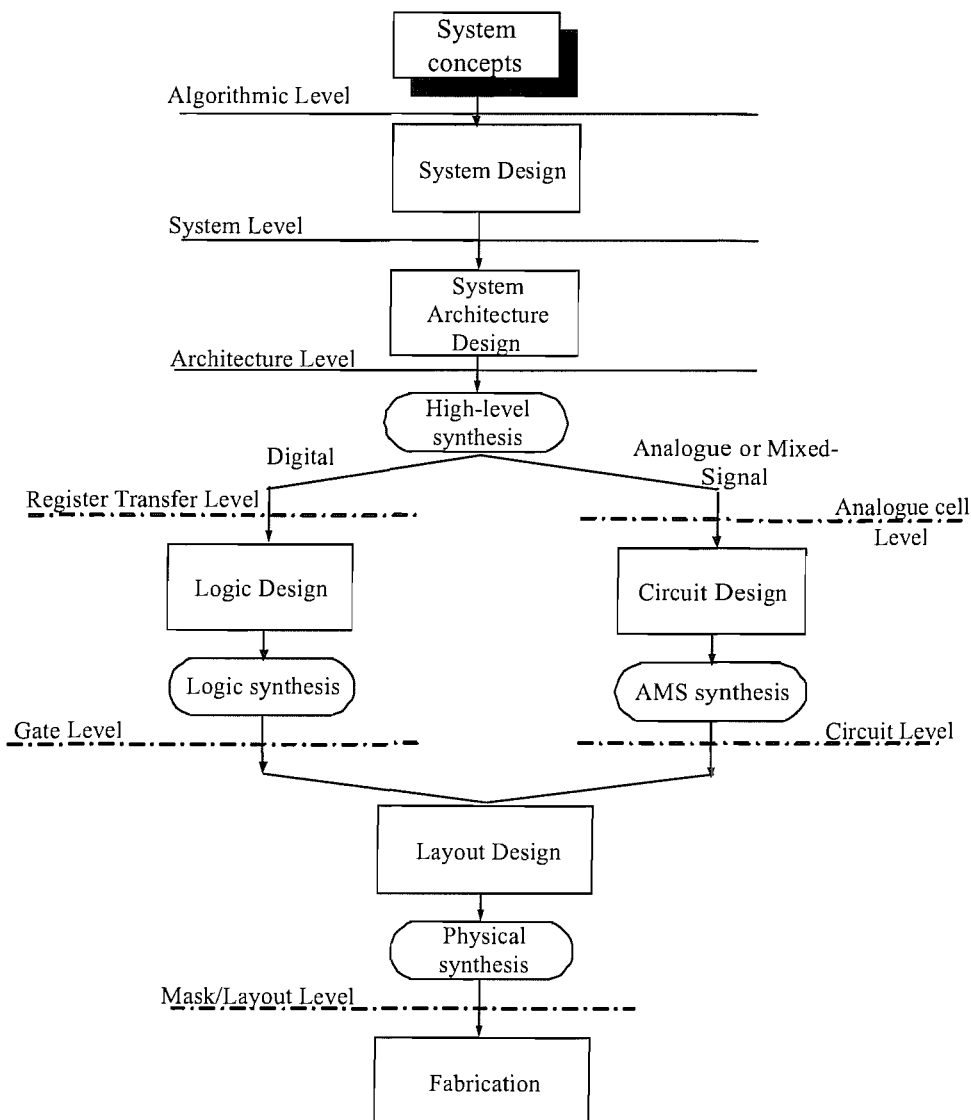 System
concepts
Algorithmic Level
System Design
System Level
System
Architecture
Design
Architecture Level
High-level
synthesis
Digital
Analogue or Mixed-
Signal
Register Transfer Level
Analogue cell
Level
Logic Design
Circuit Design
Logic synthesis
AMS synthesis
Gate Level
Circuit Level
Layout Design
Physical
synthesis
Mask/Layout Level
Fabrication